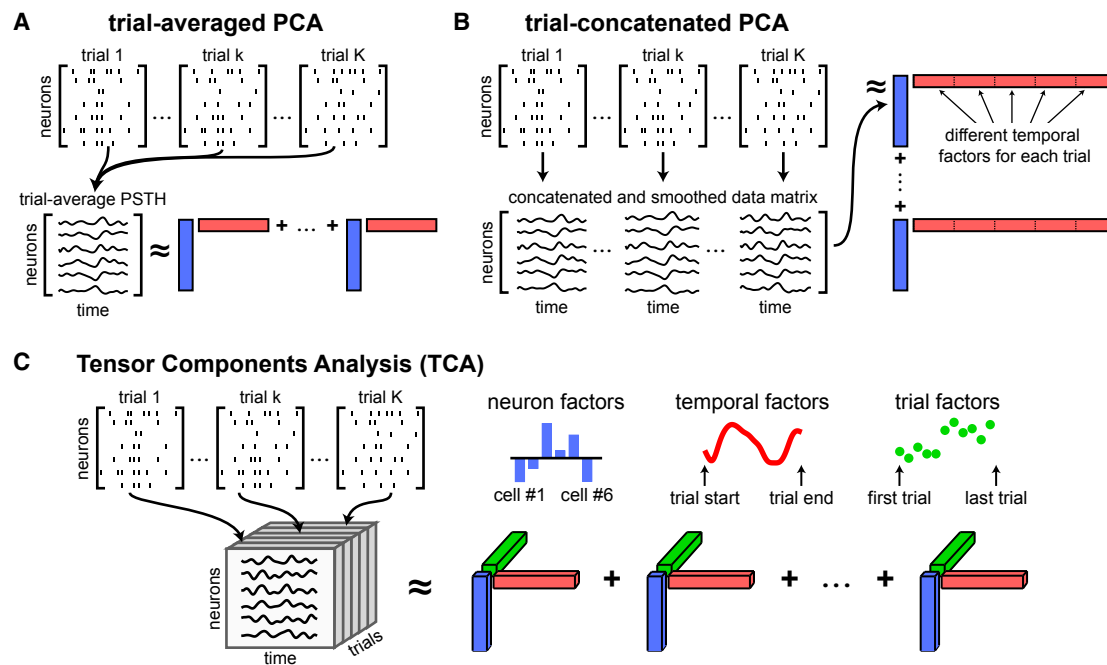 A trial-averaged PCA
trial 1
trial k
trial K
neurons
... ...
trial-average PSTH
neurons
≈ + ... +
time
B trial-concatenated PCA
trial 1
trial k
trial K
neurons
... ...
concatenated and smoothed data matrix
neurons
... ...
time
time
time
≈
different temporal
factors for each trial
+
...
+
C Tensor Components Analysis (TCA)
trial 1
trial k
trial K
neurons
... ...
neurons
time
trials
neuron factors
cell #1
cell #6
temporal factors
trial start
trial end
trial factors
first trial
last trial
≈ + + ... +